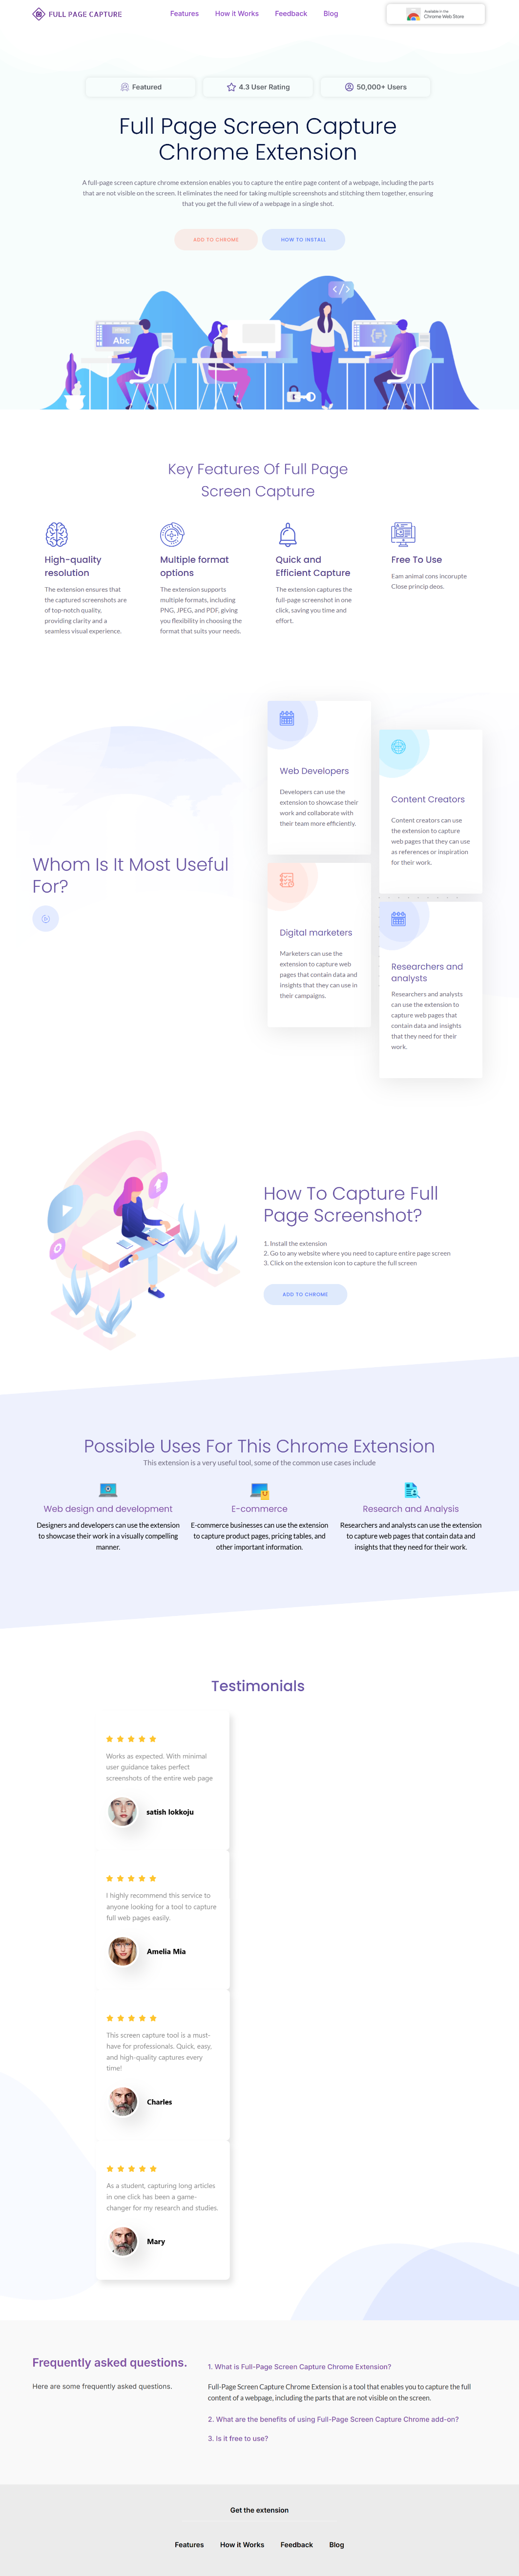 FULL PAGE CAPTURE
Features
How it Works
Feedback
Blog
Available in the
Chrome Web Store
Featured
4.3 User Rating
50,000+ Users
Full Page Screen Capture
Chrome Extension
A full-page screen capture chrome extension enables you to capture the entire page content of a webpage, including the parts
that are not visible on the screen. It eliminates the need for taking multiple screenshots and stitching them together, ensuring
that you get the full view of a webpage in a single shot.
ADD TO CHROME
HOW TO INSTALL
Abc
Key Features Of Full Page
Screen Capture
High-quality
resolution
The extension ensures that
the captured screenshots are
of top-notch quality,
providing clarity and a
seamless visual experience.
Multiple format
options
The extension supports
multiple formats, including
PNG, JPEG, and PDF, giving
you flexibility in choosing the
format that suits your needs.
Quick and
Efficient Capture
The extension captures the
full-page screenshot in one
click, saving you time and
effort.
Free To Use
Eam animal cons incorupte
Close princip deos.
Whom Is It Most Useful
For?
Web Developers
Developers can use the
extension to showcase their
work and collaborate with
their team more efficiently.
Content Creators
Content creators can use
the extension to capture
web pages that they can use
as references or inspiration
for their work.
Digital marketers
Marketers can use the
extension to capture web
pages that contain data and
insights that they can use in
their campaigns.
Researchers and
analysts
Researchers and analysts
can use the extension to
capture web pages that
contain data and insights
that they need for their
work.
How To Capture Full
Page Screenshot?
1. Install the extension
2. Go to any website where you need to capture entire page screen
3. Click on the extension icon to capture the full screen
ADD TO CHROME
Possible Uses For This Chrome Extension
This extension is a very useful tool, some of the common use cases include
Web design and development
Designers and developers can use the extension
to showcase their work in a visually compelling
manner.
E-commerce
E-commerce businesses can use the extension
to capture product pages, pricing tables, and
other important information.
Research and Analysis
Researchers and analysts can use the extension
to capture web pages that contain data and
insights that they need for their work.
Testimonials
Works as expected. With minimal
user guidance takes perfect
screenshots of the entire web page
satish lokkoju
I highly recommend this service to
anyone looking for a tool to capture
full web pages easily.
Amelia Mia
This screen capture tool is a must-
have for professionals. Quick, easy,
and high-quality captures every
time!
Charles
As a student, capturing long articles
in one click has been a game-
changer for my research and studies.
Mary
Frequently asked questions.
Here are some frequently asked questions.
1. What is Full-Page Screen Capture Chrome Extension?
Full-Page Screen Capture Chrome Extension is a tool that enables you to capture the full
content of a webpage, including the parts that are not visible on the screen.
2. What are the benefits of using Full-Page Screen Capture Chrome add-on?
3. Is it free to use?
Get the extension
Features
How it Works
Feedback
Blog